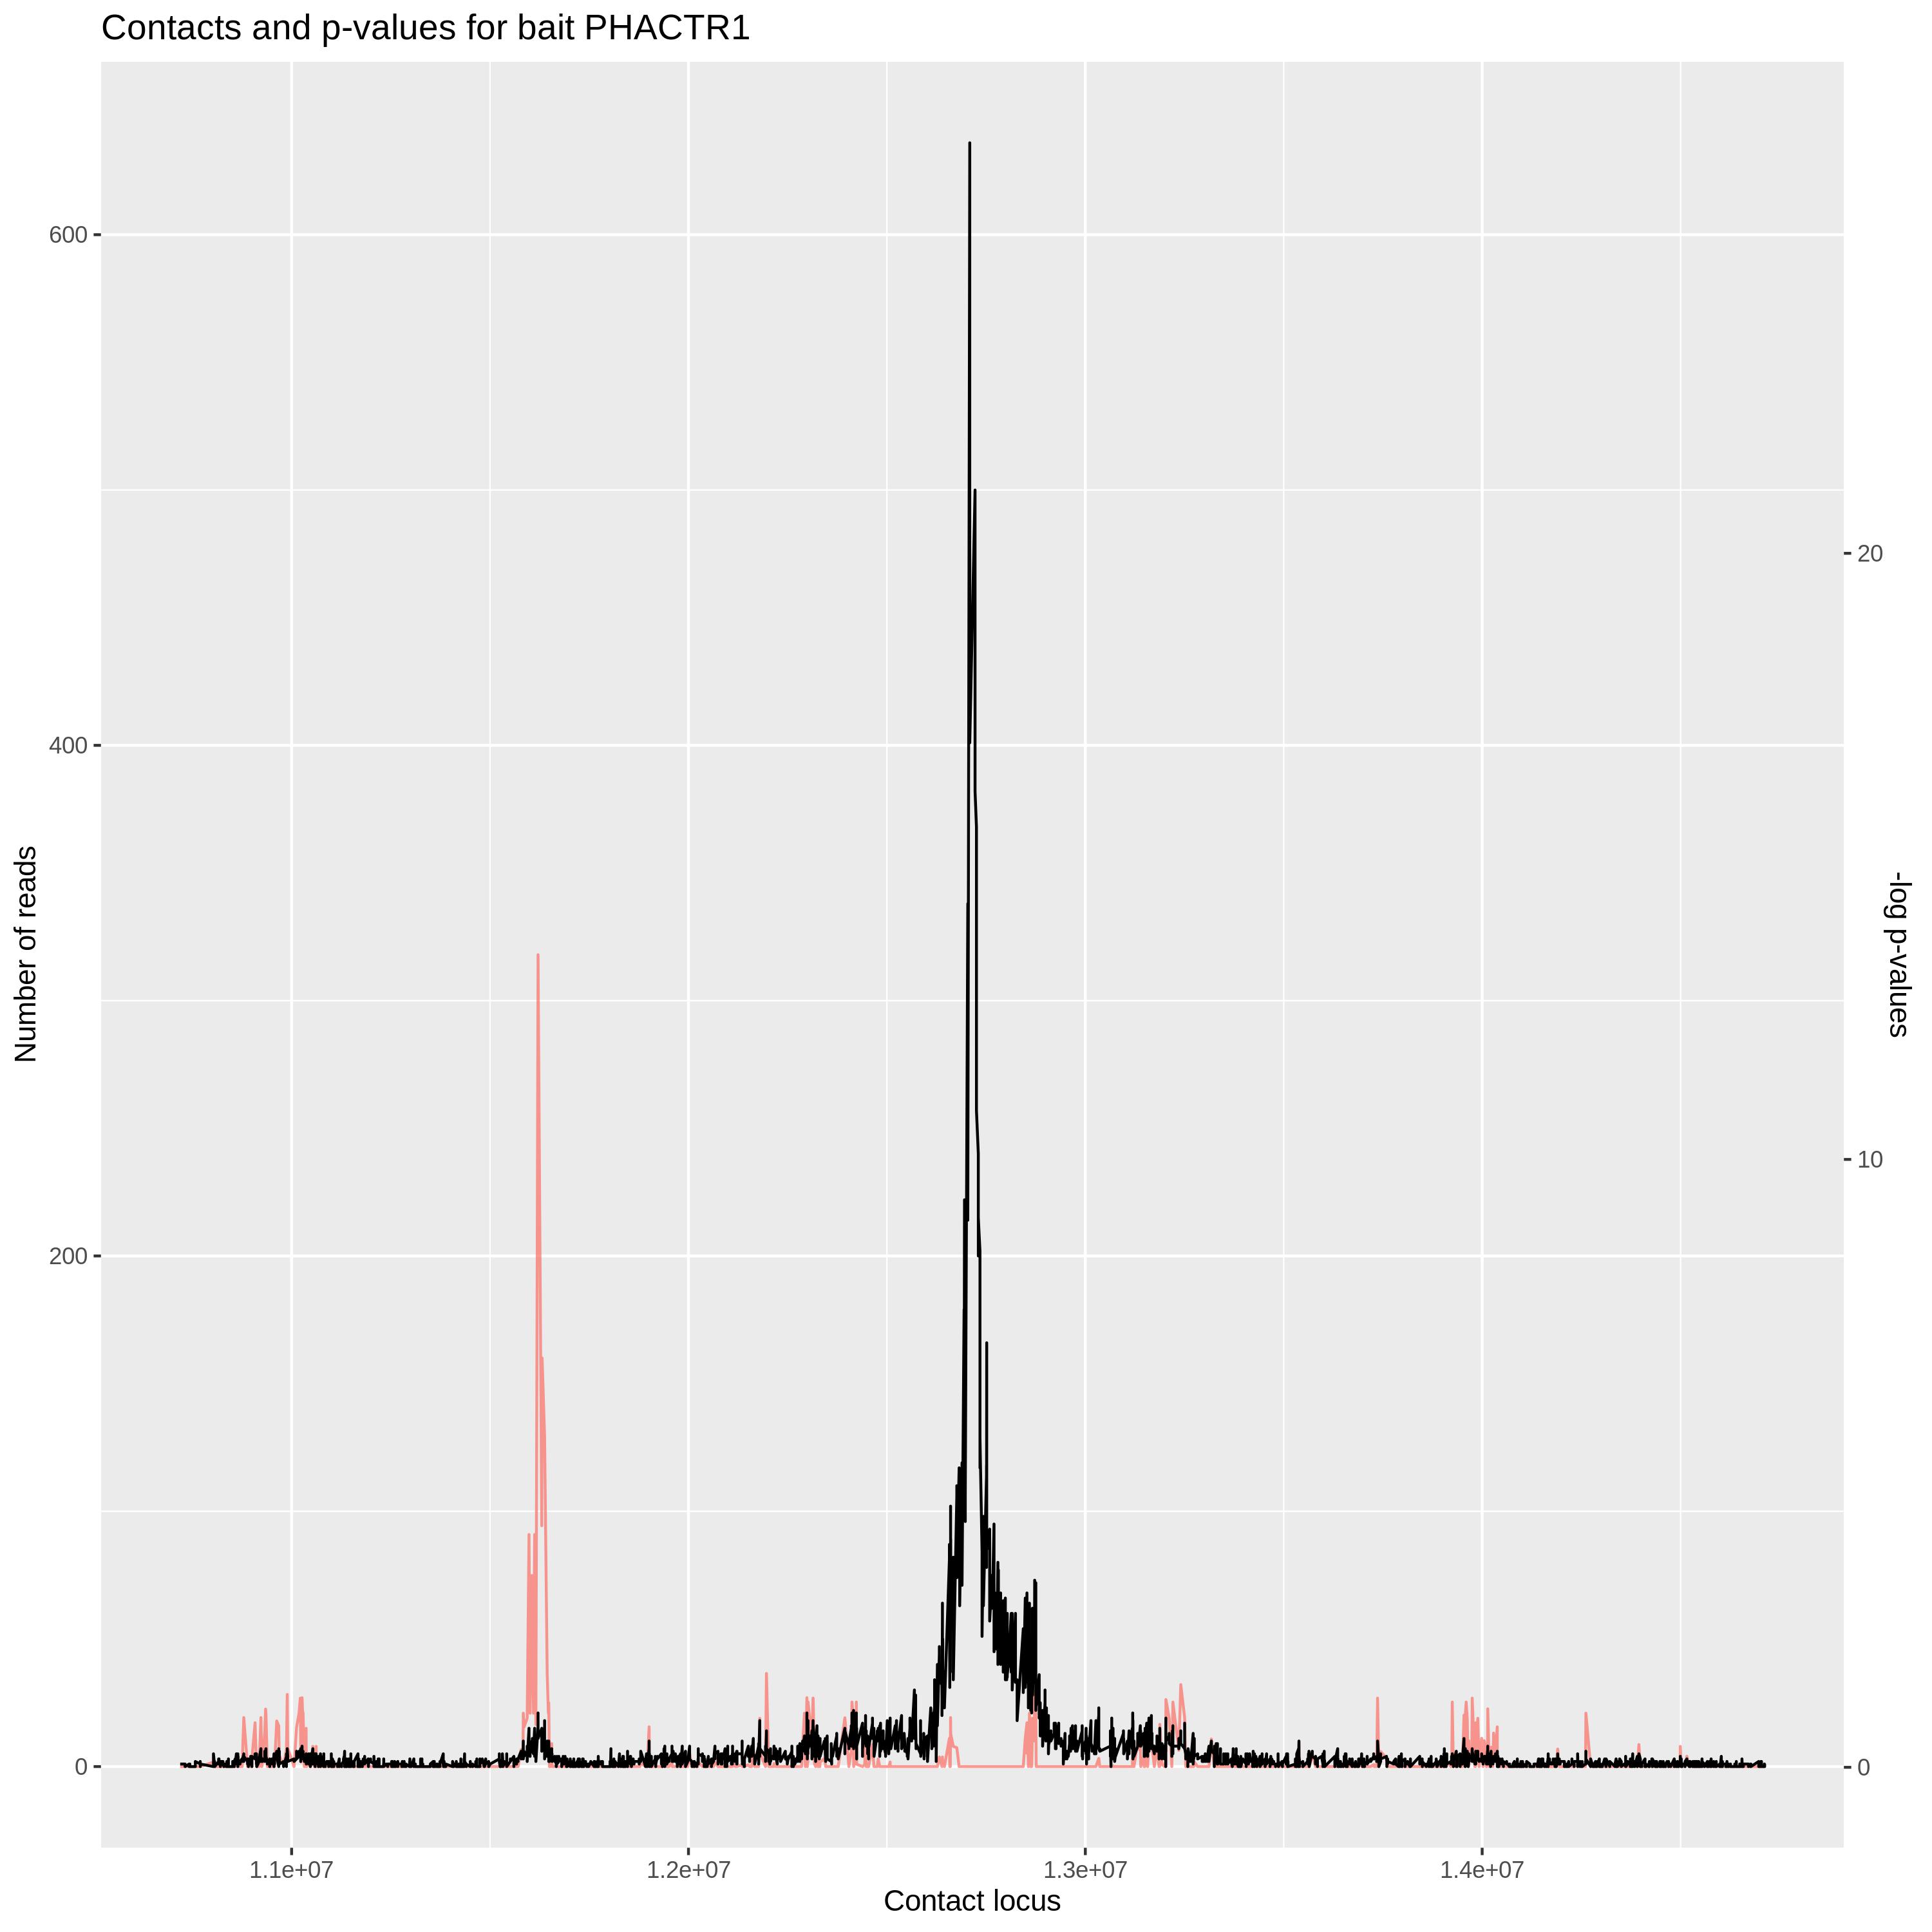 Contacts and p-values for bait PHACTR1
600
400
200
0
Number of reads
20
10
0
-log p-values
1.1e+07
1.2e+07
1.3e+07
1.4e+07
Contact locus